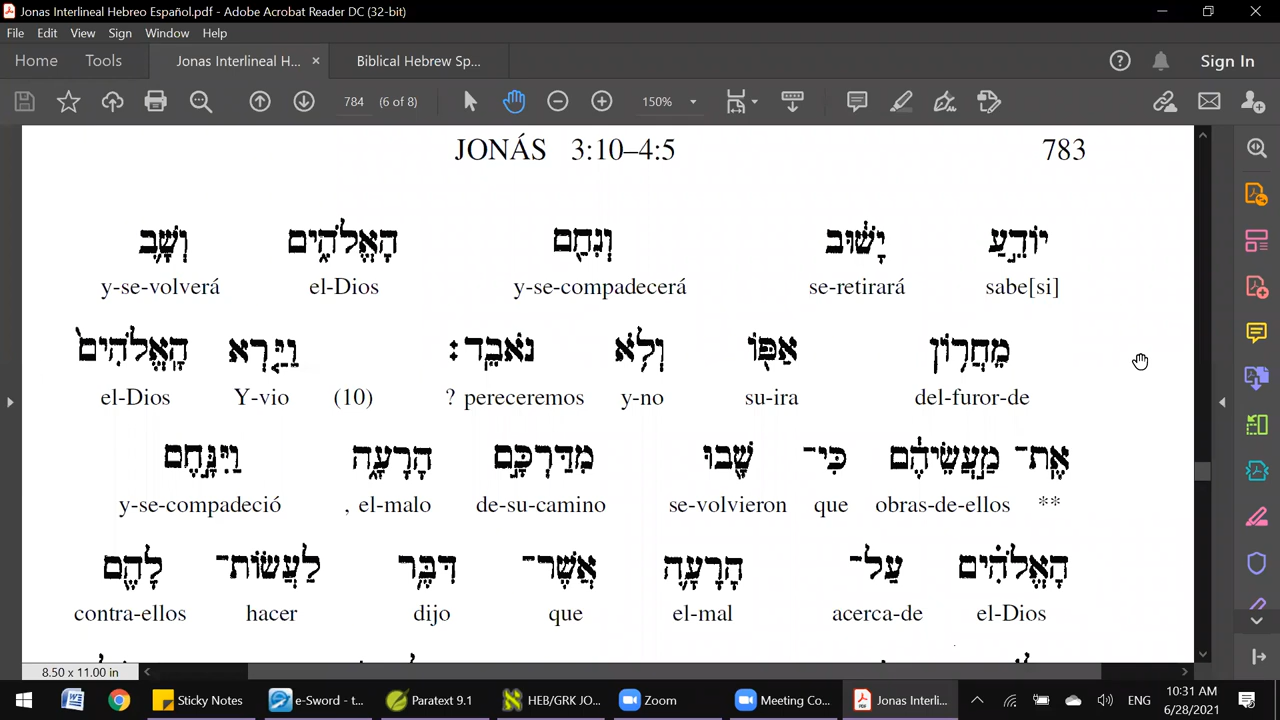 Jonas Interlineal Hebreo Español.pdf - Adobe Acrobat Reader DC (32-bit)
File Edit View Sign Window Help
Home Tools Jonas Interlineal H... × Biblical Hebrew Sp... Sign In
784 (6 of 8) 150%
JONÁS 3:10–4:5 783
יוֹדֵ֣עַ יָשׁ֔וּב וְנִחַ֖ם הָאֱלֹהִ֑ים וְשָׁ֛ב
sabe[si] se-retirará y-se-compadecerá el-Dios y-se-volverá
מֵחֲר֥וֹן אַפּ֖וֹ וְלֹ֥א נֹאבֵֽד׃ וַיַּ֤רְא הָֽאֱלֹהִים֙
del-furor-de su-ira y-no ? pereceremos (10) Y-vio el-Dios
אֶֽת־ מַ֣עֲשֵׂיהֶ֔ם כִּי־ שָׁ֖בוּ מִדַּרְכָּ֣ם הָרָעָ֑ה וַיִּנָּ֣חֶם
** obras-de-ellos que se-volvieron de-su-camino , el-malo y-se-compadeció
הָאֱלֹהִ֗ים עַל־ הָרָעָ֛ה אֲשֶׁר־ דִּבֶּ֥ר לַעֲשׂוֹת־ לָהֶ֖ם
el-Dios acerca-de el-mal que dijo hacer contra-ellos
8.50 x 11.00 in
Sticky Notes e-Sword - t... Paratext 9.1 HEB/GRK JO... Zoom Meeting Co... Jonas Interli... ENG 10:31 AM
6/28/2021